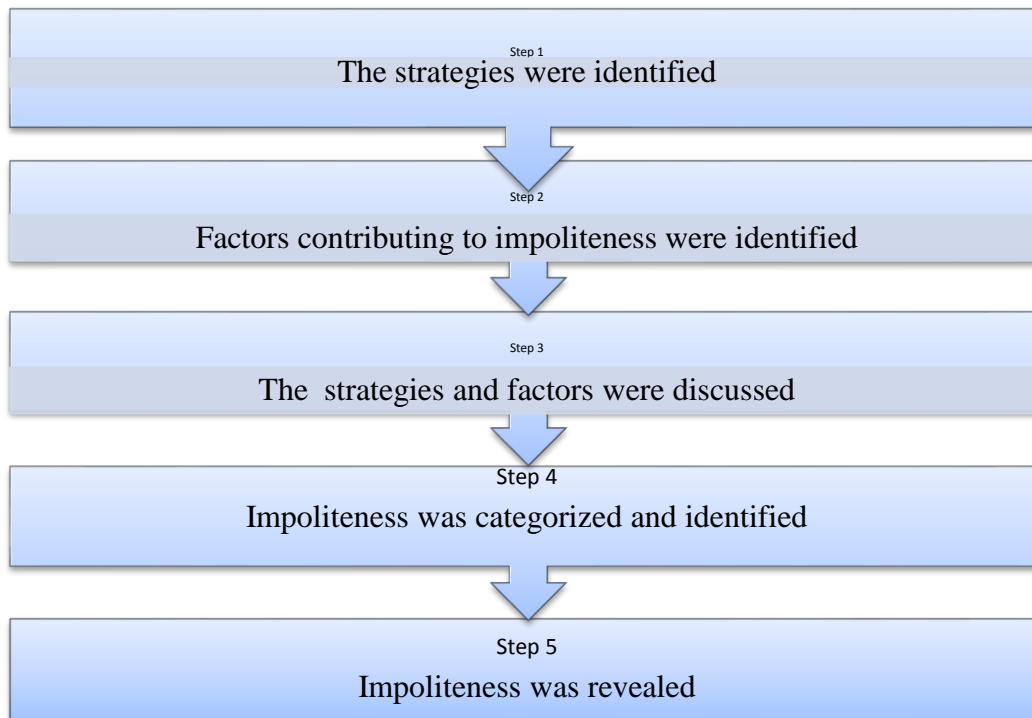 Step 1
The strategies were identified
Step 2
Factors contributing to impoliteness were identified
Step 3
The  strategies and factors were discussed
Step 4
Impoliteness was categorized and identified
Step 5
Impoliteness was revealed